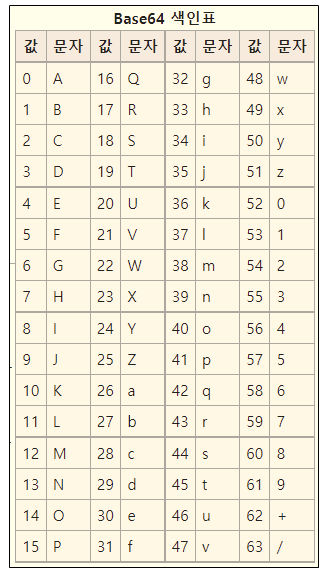 Base64 색인표
값 문자 값 문자 값 문자 값 문자
0 A 16 Q 32 g 48 w
1 B 17 R 33 h 49 x
2 C 18 S 34 i 50 y
3 D 19 T 35 j 51 z
4 E 20 U 36 k 52 0
5 F 21 V 37 l 53 1
6 G 22 W 38 m 54 2
7 H 23 X 39 n 55 3
8 I 24 Y 40 o 56 4
9 J 25 Z 41 p 57 5
10 K 26 a 42 q 58 6
11 L 27 b 43 r 59 7
12 M 28 c 44 s 60 8
13 N 29 d 45 t 61 9
14 O 30 e 46 u 62 +
15 P 31 f 47 v 63 /